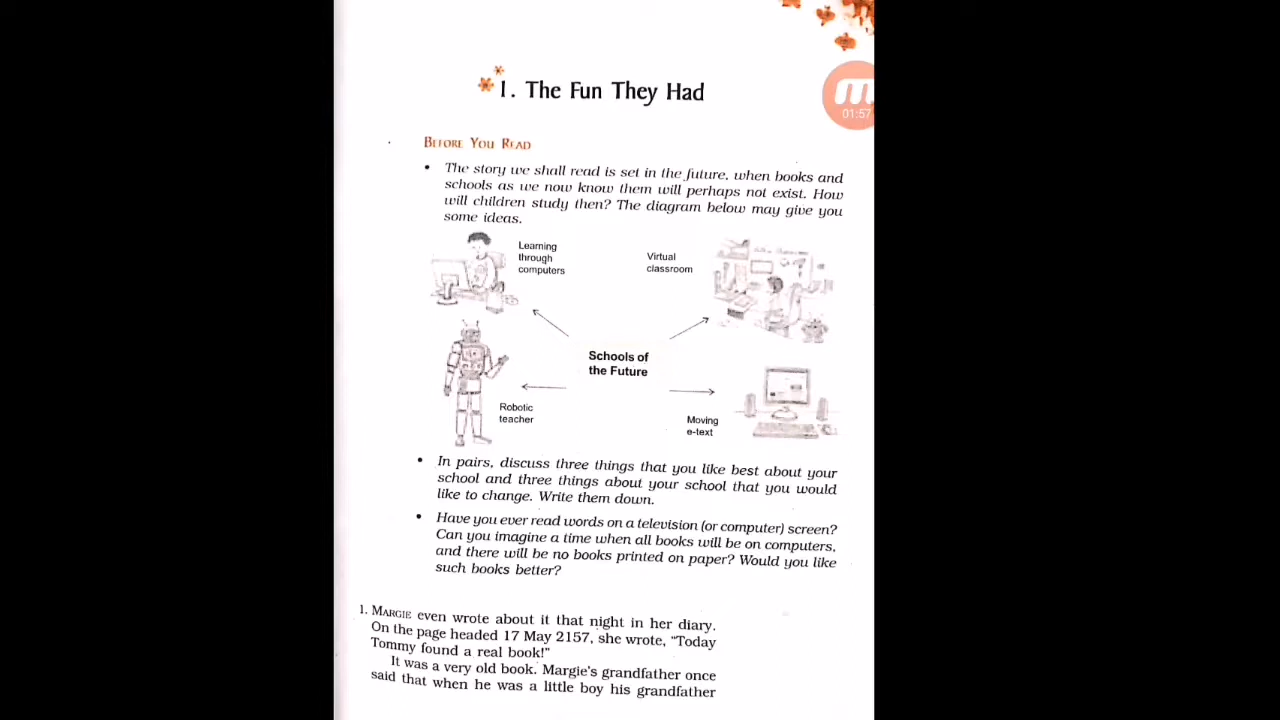 1. The Fun They Had
01:57
BEFORE YOU READ
• The story we shall read is set in the future, when books and
schools as we now know them will perhaps not exist. How
will children study then? The diagram below may give you
some ideas.
Learning
through
computers
Virtual
classroom
Schools of
the Future
Robotic
teacher
Moving
e-text
• In pairs, discuss three things that you like best about your
school and three things about your school that you would
like to change. Write them down.
• Have you ever read words on a television (or computer) screen?
Can you imagine a time when all books will be on computers,
and there will be no books printed on paper? Would you like
such books better?
1. MARGIE even wrote about it that night in her diary.
On the page headed 17 May 2157, she wrote, "Today
Tommy found a real book!"
It was a very old book. Margie's grandfather once
said that when he was a little boy his grandfather